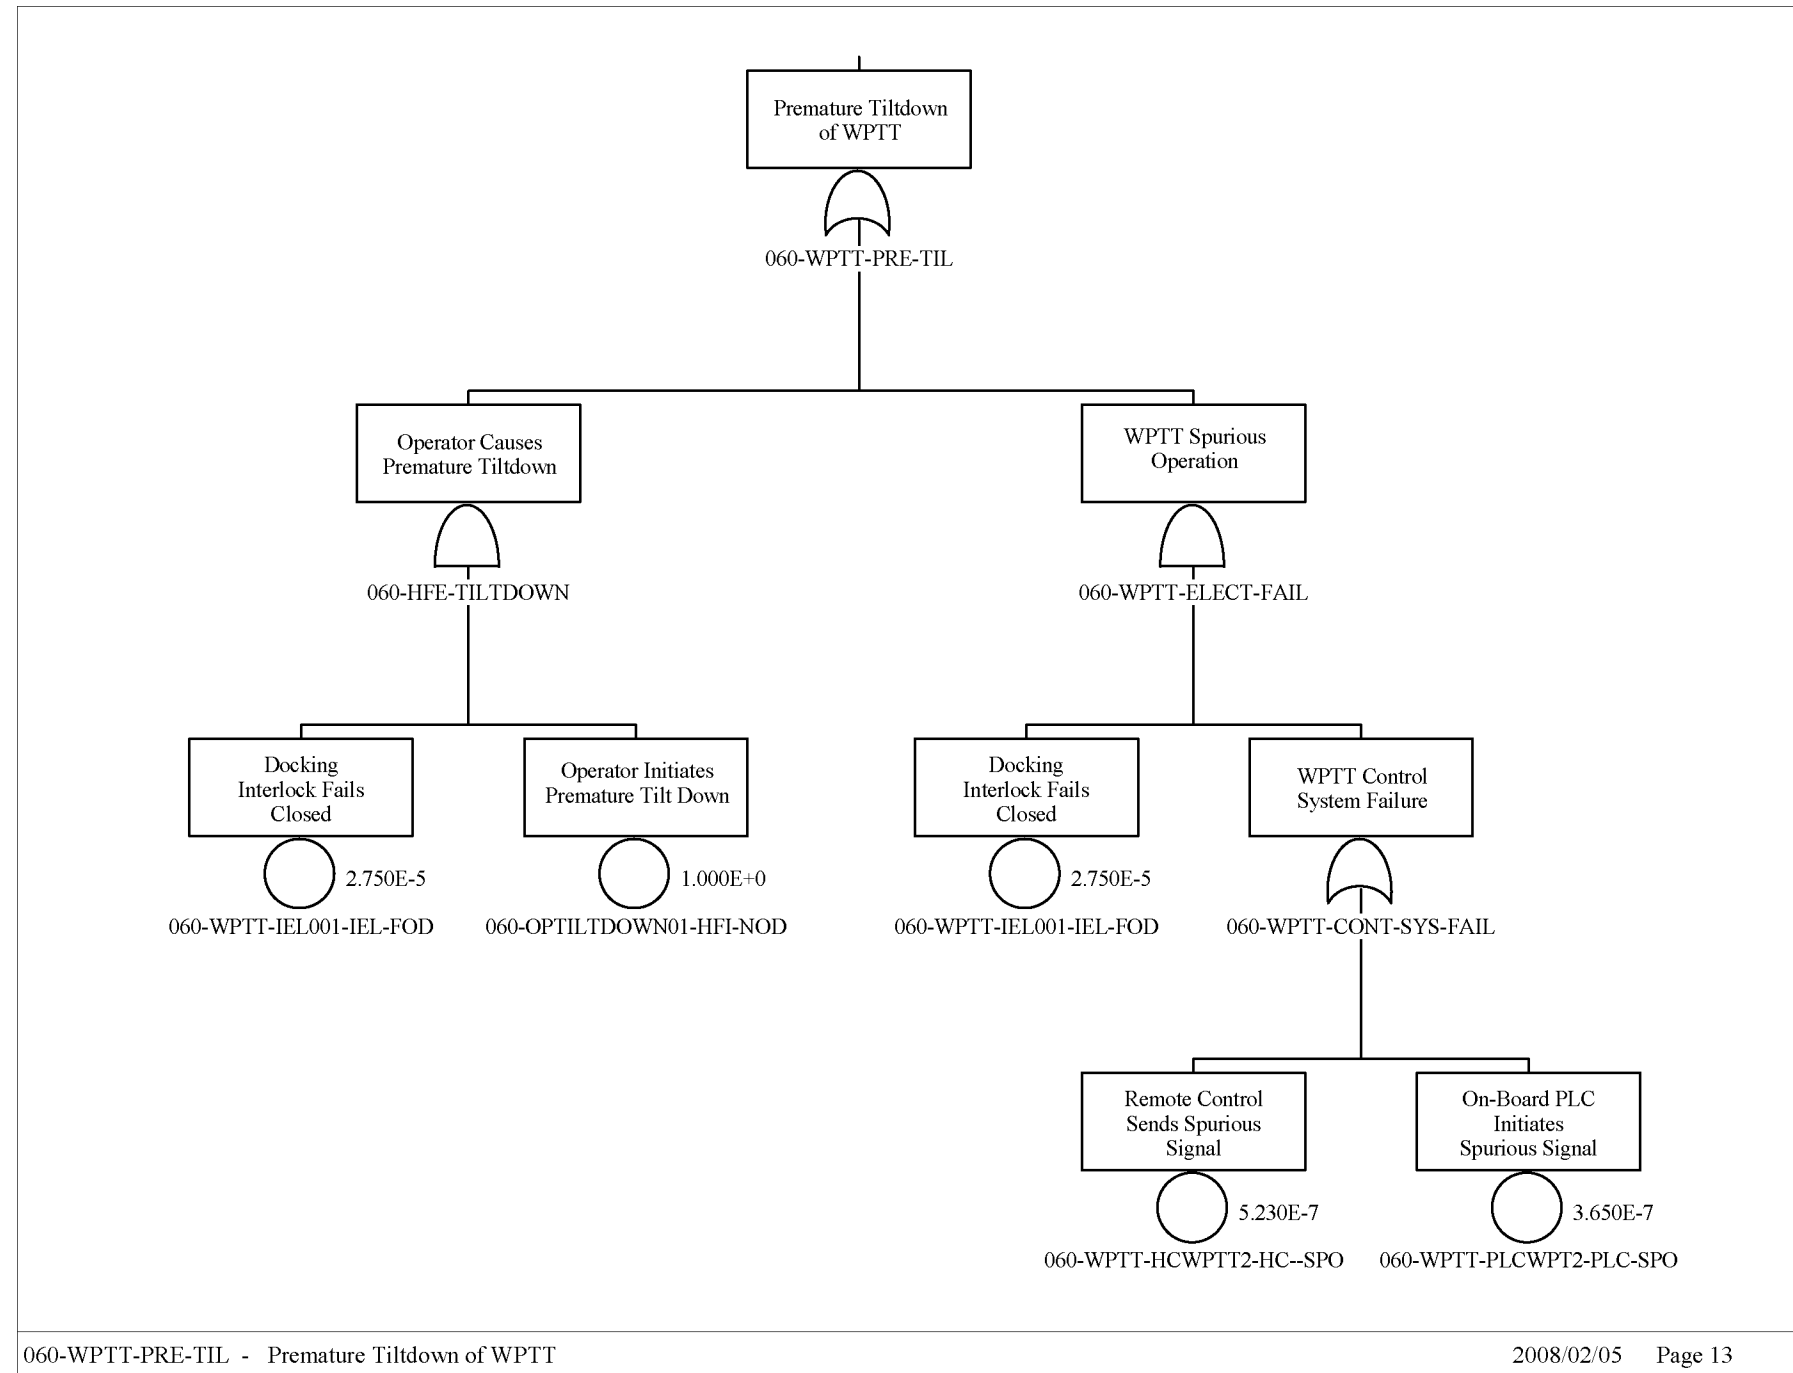 Premature Tiltdown
of WPTT
060-WPTT-PRE-TIL
Operator Causes
Premature Tiltdown
060-HFE-TILTDOWN
WPTT Spurious
Operation
060-WPTT-ELECT-FAIL
Docking
Interlock Fails
Closed
2.750E-5
060-WPTT-IEL001-IEL-FOD
Operator Initiates
Premature Tilt Down
1.000E+0
060-OPTILTDOWN01-HFI-NOD
Docking
Interlock Fails
Closed
2.750E-5
060-WPTT-IEL001-IEL-FOD
WPTT Control
System Failure
060-WPTT-CONT-SYS-FAIL
Remote Control
Sends Spurious
Signal
5.230E-7
060-WPTT-HCWPTT2-HC--SPO
On-Board PLC
Initiates
Spurious Signal
3.650E-7
060-WPTT-PLCWPT2-PLC-SPO
060-WPTT-PRE-TIL - Premature Tiltdown of WPTT
2008/02/05 Page 13